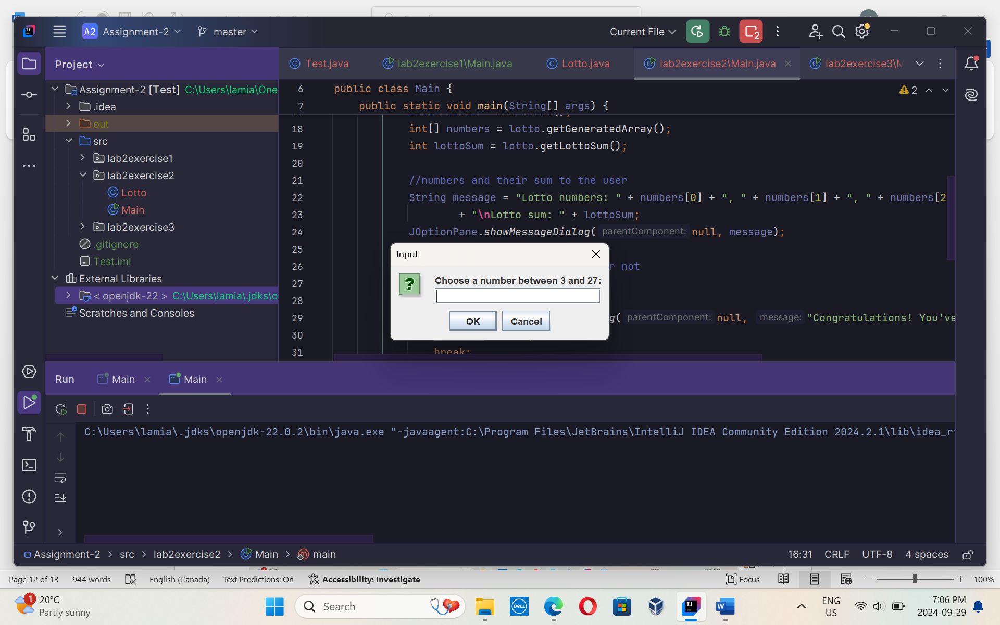 A2 Assignment-2
master
Current File
2
Project
Test.java
lab2exercise1\Main.java
Lotto.java
lab2exercise2\Main.java
lab2exercise3\M
Assignment-2 [Test] C:\Users\lamia\One
.idea
out
src
lab2exercise1
lab2exercise2
Lotto
Main
lab2exercise3
.gitignore
Test.iml
External Libraries
< openjdk-22 > C:\Users\lamia\.jdks\o
Scratches and Consoles
6 public class Main {
7 public static void main(String[] args) {
2
18 int[] numbers = lotto.getGeneratedArray();
19 int lottoSum = lotto.getLottoSum();
20
21 //numbers and their sum to the user
22 String message = "Lotto numbers: " + numbers[0] + ", " + numbers[1] + ", " + numbers[2
23 + "\nLotto sum: " + lottoSum;
24 JOptionPane.showMessageDialog( parentComponent: null, message);
25
26 not
27
28
29 g( parentComponent: null, message: "Congratulations! You've
30
31 break;
Input
Choose a number between 3 and 27:
OK
Cancel
Run
Main
Main
C:\Users\lamia\.jdks\openjdk-22.0.2\bin\java.exe "-javaagent:C:\Program Files\JetBrains\IntelliJ IDEA Community Edition 2024.2.1\lib\idea_r
Assignment-2 > src > lab2exercise2 > Main > main
16:31 CRLF UTF-8 4 spaces
Page 12 of 13 944 words English (Canada) Text Predictions: On Accessibility: Investigate
Focus
100%
1
20°C
Partly sunny
Search
DELL
ENG
US
7:06 PM
2024-09-29